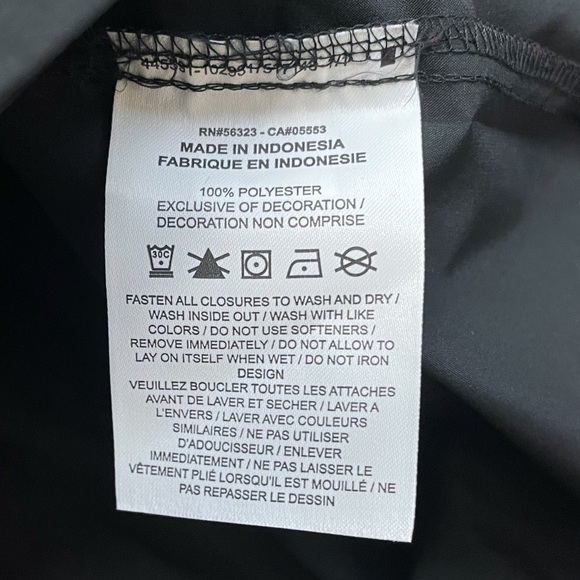 RN#56323 - CA#05553
MADE IN INDONESIA
FABRIQUE EN INDONESIE
100% POLYESTER
EXCLUSIVE OF DECORATION /
DECORATION NON COMPRISE
30C
FASTEN ALL CLOSURES TO WASH AND DRY /
WASH INSIDE OUT / WASH WITH LIKE
COLORS / DO NOT USE SOFTENERS /
REMOVE IMMEDIATELY / DO NOT ALLOW TO
LAY ON ITSELF WHEN WET / DO NOT IRON
DESIGN
VEUILLEZ BOUCLER TOUTES LES ATTACHES
AVANT DE LAVER ET SECHER / LAVER A
L'ENVERS / LAVER AVEC COULEURS
SIMILAIRES / NE PAS UTILISER
D'ADOUCISSEUR / ENLEVER
IMMEDIATEMENT / NE PAS LAISSER LE
VÊTEMENT PLIÉ LORSQU'IL EST MOUILLÉ / NE
PAS REPASSER LE DESSIN